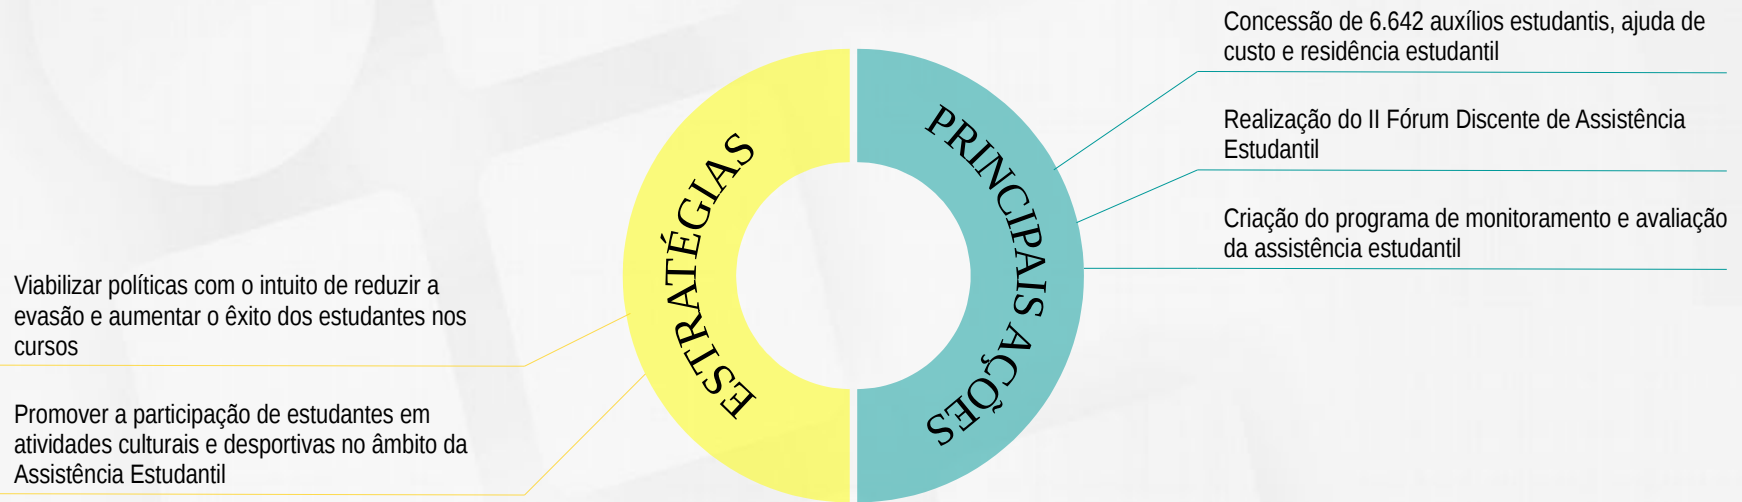 ESTRATÉGIAS
Viabilizar políticas com o intuito de reduzir a
evasão e aumentar o êxito dos estudantes nos
cursos
Promover a participação de estudantes em
atividades culturais e desportivas no âmbito da
Assistência Estudantil
PRINCIPAIS AÇÕES
Concessão de 6.642 auxílios estudantis, ajuda de
custo e residência estudantil
Realização do II Fórum Discente de Assistência
Estudantil
Criação do programa de monitoramento e avaliação
da assistência estudantil